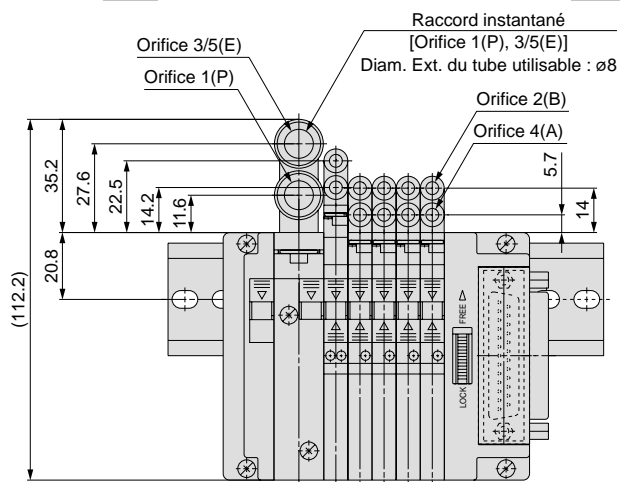 Raccord instantané
[Orifice 1(P), 3/5(E)]
Diam. Ext. du tube utilisable : ø8
Orifice 3/5(E)
Orifice 1(P)
Orifice 2(B)
Orifice 4(A)
(112.2)
35.2
27.6
22.5
14.2
11.6
20.8
5.7
14
LOCK
FREE